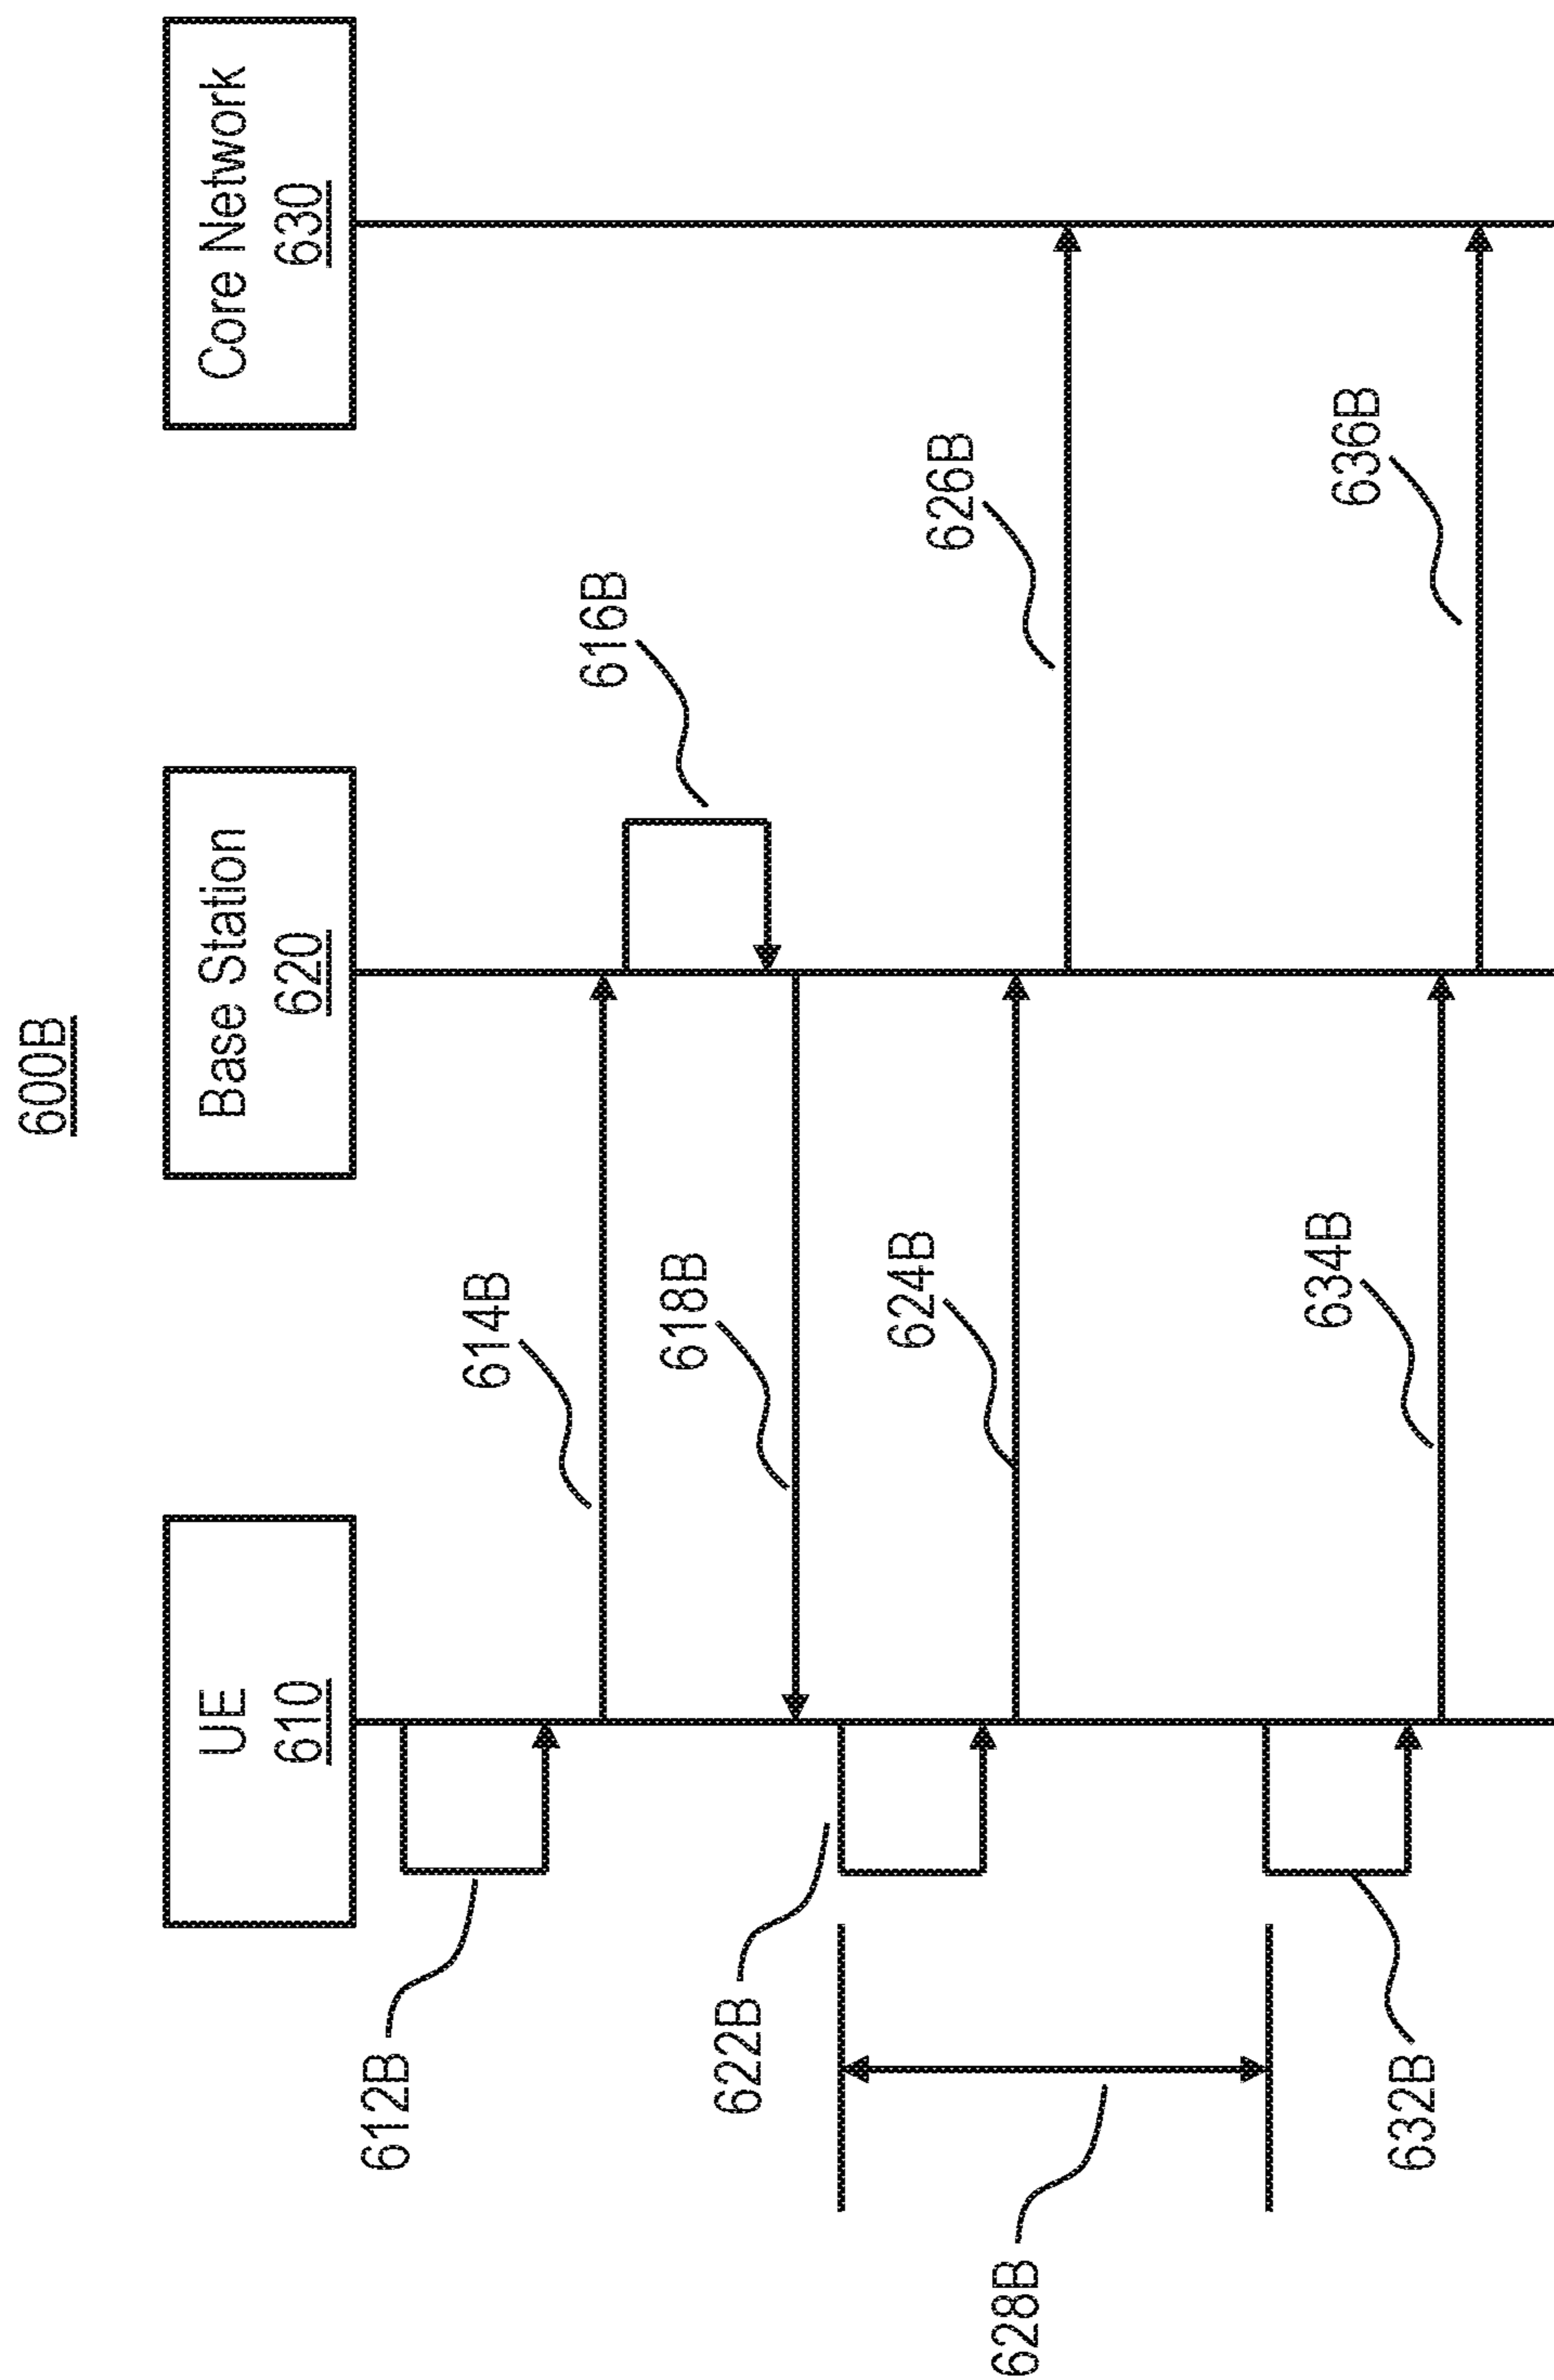 600B
UE
610
Base Station
620
Core Network
630
612B
614B
616B
618B
622B
624B
626B
628B
632B
634B
636B